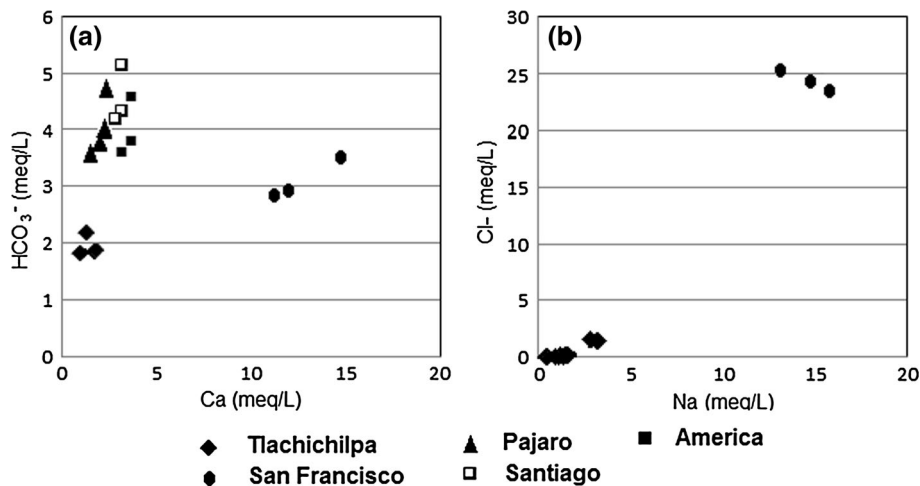 (a)
6
5
4
3
2
1
0
HCO₃⁻ (meq/L)
0 5 10 15 20
Ca (meq/L)
(b)
30
25
20
15
10
5
0
Cl- (meq/L)
0 5 10 15 20
Na (meq/L)
Tlachichilpa Pajaro America
San Francisco Santiago